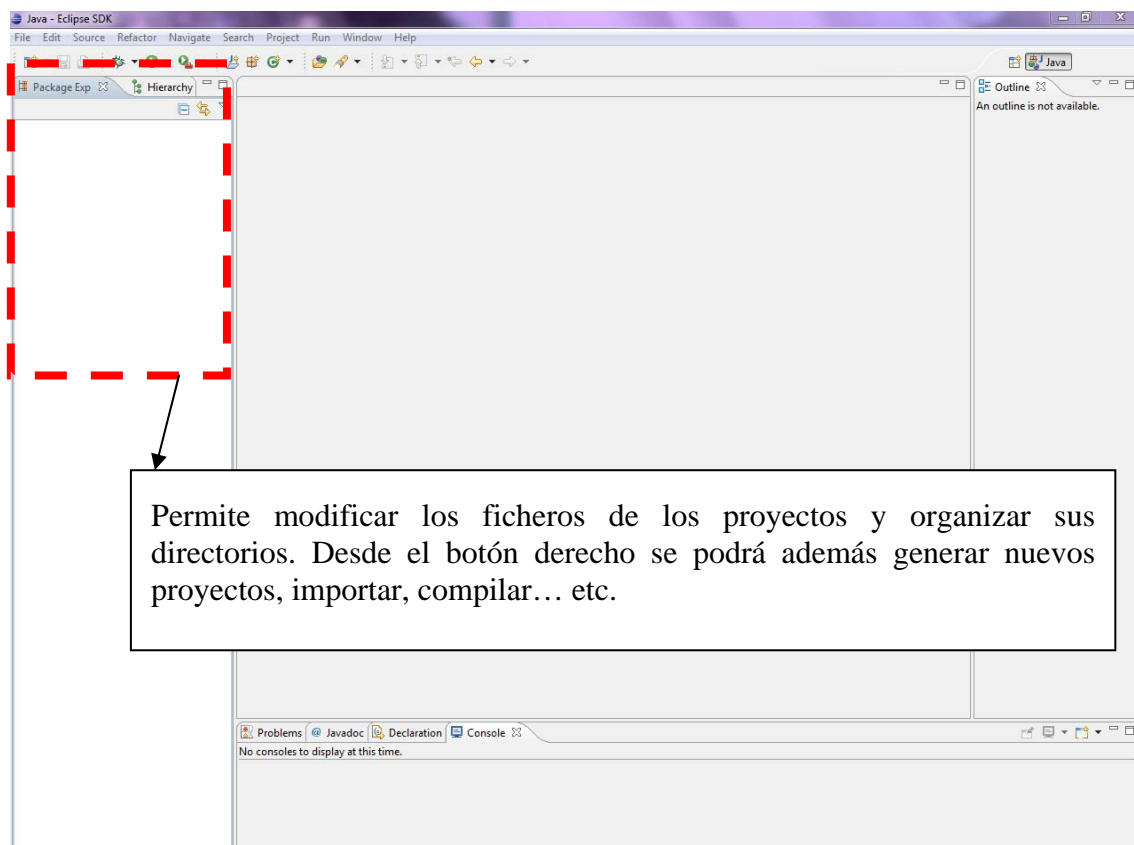 Java - Eclipse SDK
File Edit Source Refactor Navigate Search Project Run Window Help
Java
Package Exp Hierarchy
Outline
An outline is not available.
Permite modificar los ficheros de los proyectos y organizar sus
directorios. Desde el botón derecho se podrá además generar nuevos
proyectos, importar, compilar… etc.
Problems @ Javadoc Declaration Console
No consoles to display at this time.